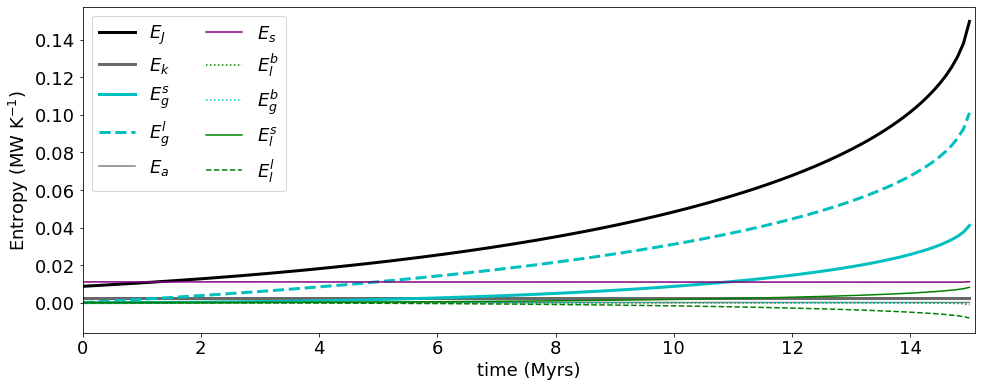 Entropy (MW K⁻¹)
0.14
0.12
0.10
0.08
0.06
0.04
0.02
0.00
E_J
E_k
E_g^s
E_g^l
E_a
E_s
E_l^b
E_g^b
E_l^s
E_l^l
0 2 4 6 8 10 12 14
time (Myrs)